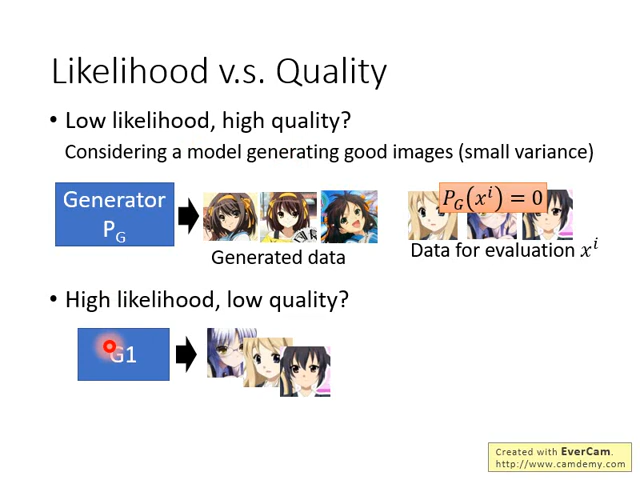 Likelihood v.s. Quality
• Low likelihood, high quality?
Considering a model generating good images (small variance)
Generator
P_G
P_G(x^i) = 0
Generated data
Data for evaluation x^i
• High likelihood, low quality?
G1
Created with EverCam.
http://www.camdemy.com